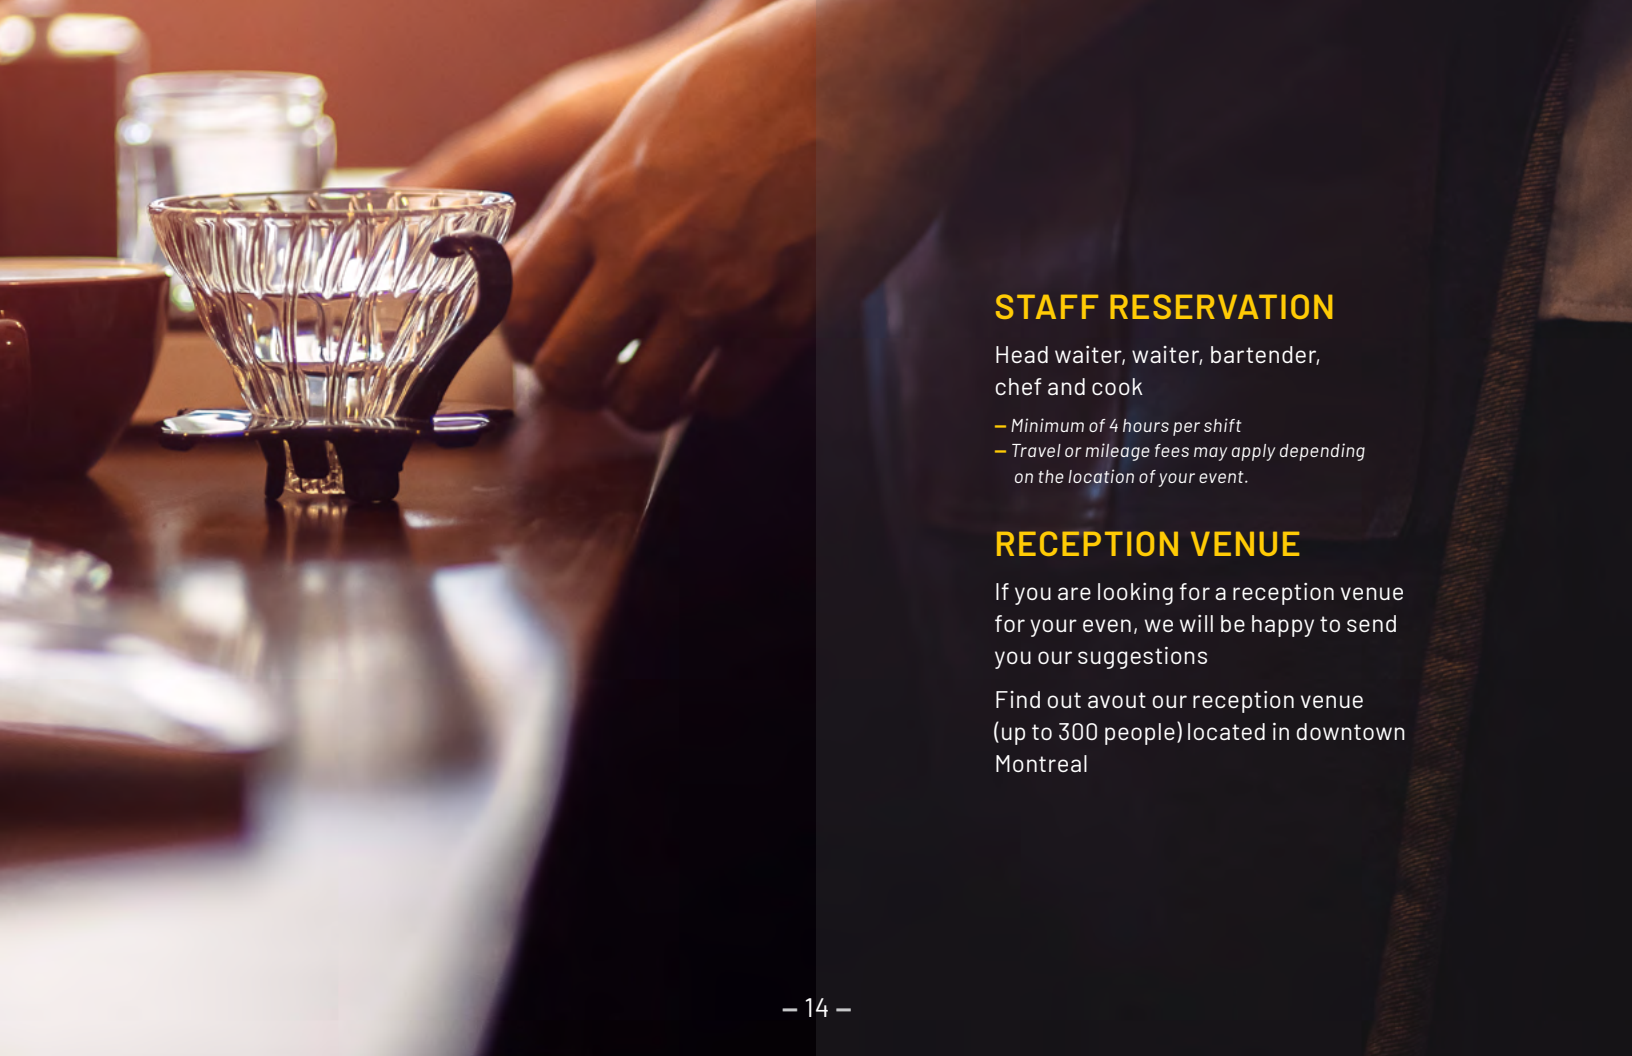 STAFF RESERVATION
Head waiter, waiter, bartender,
chef and cook
– Minimum of 4 hours per shift
– Travel or mileage fees may apply depending
on the location of your event.
RECEPTION VENUE
If you are looking for a reception venue
for your even, we will be happy to send
you our suggestions
Find out avout our reception venue
(up to 300 people) located in downtown
Montreal
– 14 –